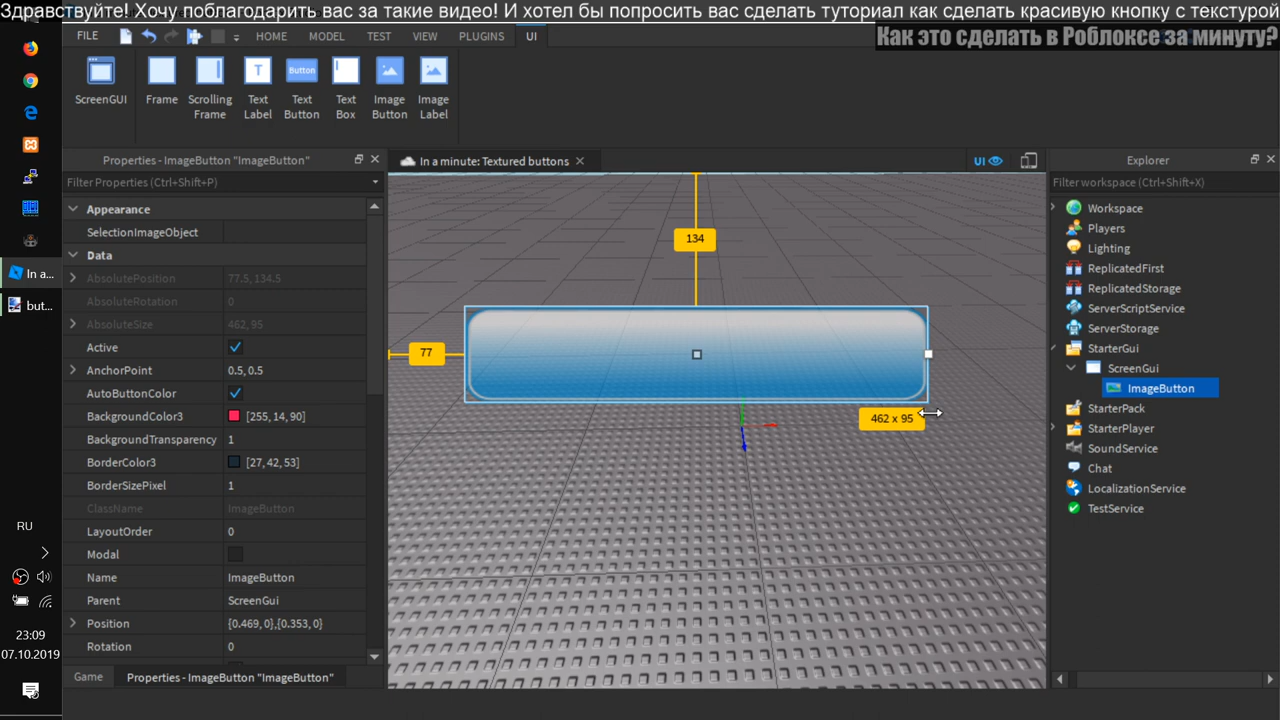 Здравствуйте! Хочу поблагодарить вас за такие видео! И хотел бы попросить вас сделать туториал как сделать красивую кнопку с текстурой
Как это сделать в Роблоксе за минуту?
FILE HOME MODEL TEST VIEW PLUGINS UI
ScreenGUI
Frame
Scrolling
Frame
T
Text
Label
Button
Text
Button
Text
Box
Image
Button
Image
Label
Properties - ImageButton "ImageButton"
Filter Properties (Ctrl+Shift+P)
Appearance
SelectionImageObject
Data
AbsolutePosition 77.5, 134.5
AbsoluteRotation 0
AbsoluteSize 462, 95
Active
AnchorPoint 0.5, 0.5
AutoButtonColor
BackgroundColor3 [255, 14, 90]
BackgroundTransparency 1
BorderColor3 [27, 42, 53]
BorderSizePixel 1
ClassName ImageButton
LayoutOrder 0
Modal
Name ImageButton
Parent ScreenGui
Position {0.469, 0},{0.353, 0}
Rotation 0
Game Properties - ImageButton "ImageButton"
In a minute: Textured buttons
UI
134
77
462 x 95
Explorer
Filter workspace (Ctrl+Shift+X)
Workspace
Players
Lighting
ReplicatedFirst
ReplicatedStorage
ServerScriptService
ServerStorage
StarterGui
ScreenGui
ImageButton
StarterPack
StarterPlayer
SoundService
Chat
LocalizationService
TestService
In a...
but...
RU
23:09
07.10.2019